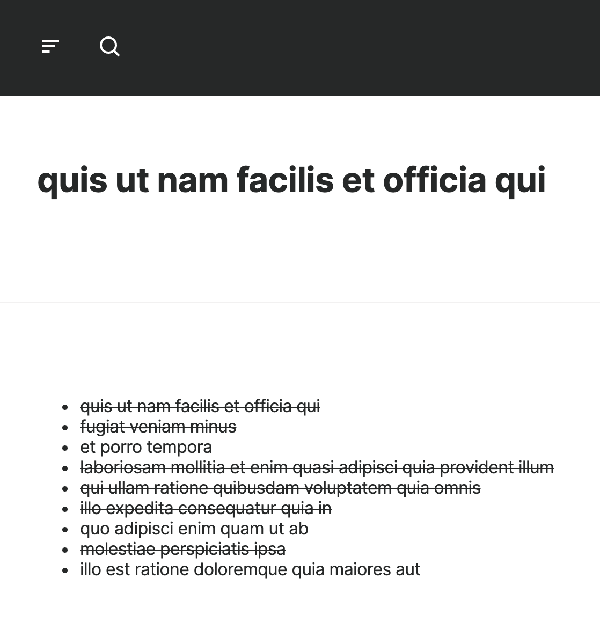 quis ut nam facilis et officia qui
quis ut nam facilis et officia qui
fugiat veniam minus
et porro tempora
laboriosam mollitia et enim quasi adipisci quia provident illum
qui ullam ratione quibusdam voluptatem quia omnis
illo expedita consequatur quia in
quo adipisci enim quam ut ab
molestiae perspiciatis ipsa
illo est ratione doloremque quia maiores aut